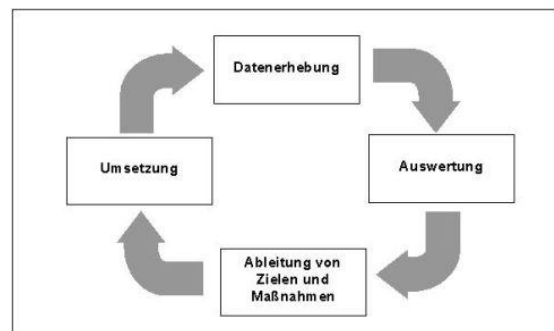 Datenerhebung
Auswertung
Ableitung von
Zielen und
Maßnahmen
Umsetzung